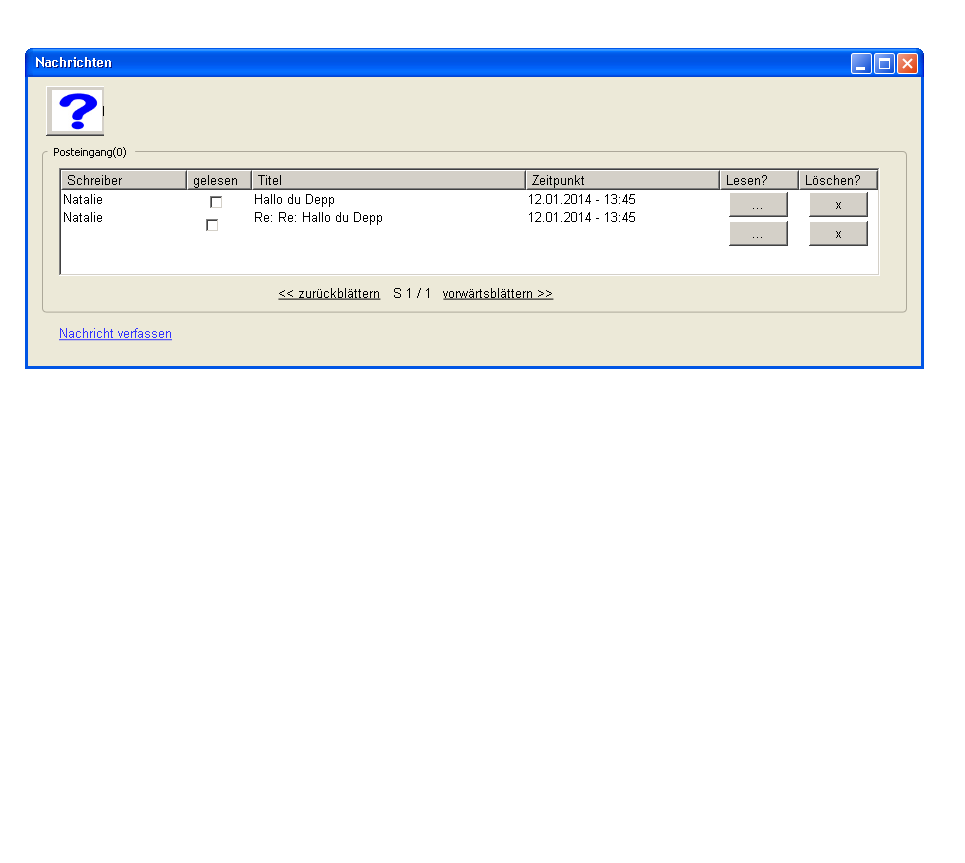 Nachrichten
?
Posteingang(0)
Schreiber gelesen Titel Zeitpunkt Lesen? Löschen?
Natalie Hallo du Depp 12.01.2014 - 13:45 ... x
Natalie Re: Re: Hallo du Depp 12.01.2014 - 13:45 ... x
<< zurückblättern S 1 / 1 vorwärtsblättern >>
Nachricht verfassen